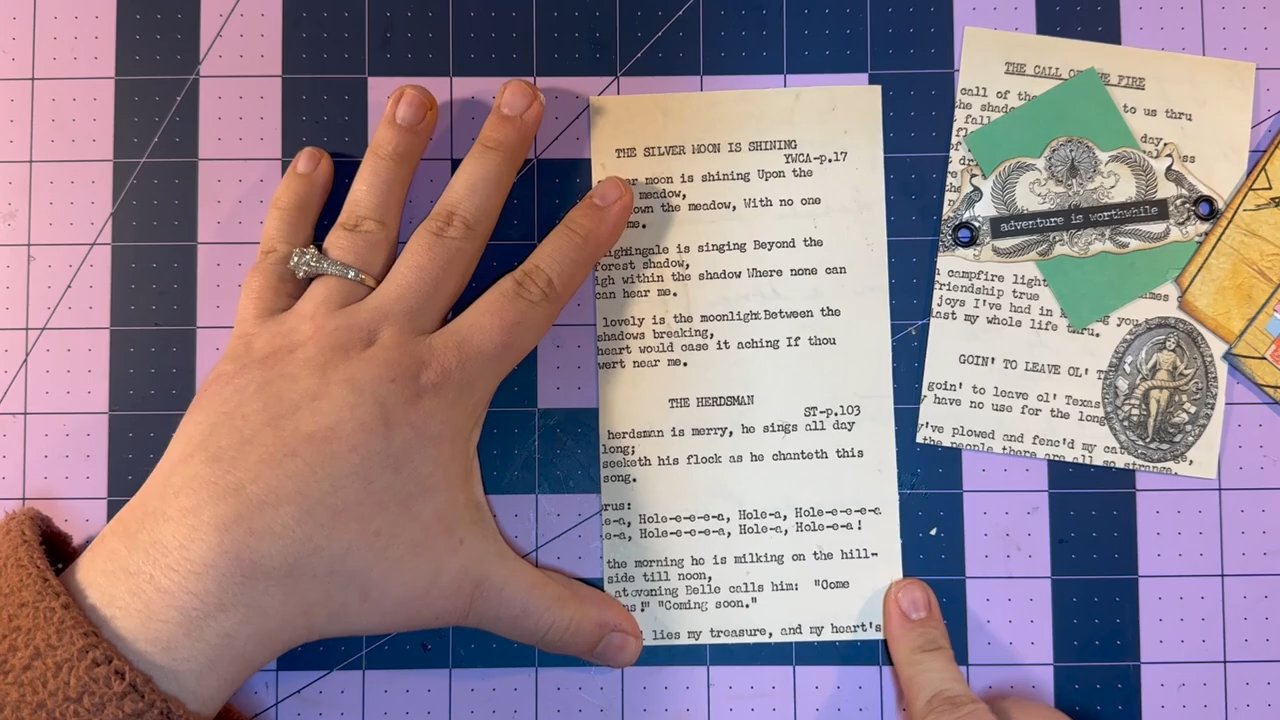 THE SILVER MOON IS SHINING
YWCA-p.17
er moon is shining Upon the
meadow,
own the meadow, With no one
me.
nightingale is singing Beyond the
forest shadow,
igh within the shadow Where none can
can hear me.
lovely is the moonlight Between the
shadows breaking,
heart would ease it aching If thou
wert near me.
THE HERDSMAN
ST-p.103
herdsman is merry, he sings all day
long;
seeketh his flock as he chanteth this
song.
rus:
e-a, Hole-e-e-e-a, Hole-a, Hole-e-e-e-a
e-a, Hole-e-e-e-a, Hole-a, Hole-e-a!
the morning he is milking on the hill-
side till noon,
at evening Belle calls him: "Come
ns!" "Coming soon."
lies my treasure, and my heart's
THE CALL OF THE FIRE
call of the to us thru
the shado
fall day
adventure is worthwhile
campfire light
friendship true
joys I've had in you
last my whole life thru.
GOIN' TO LEAVE OL' T
goin' to leave ol' Texas
have no use for the long
've plowed and fenc'd my
the people there are all so strange.